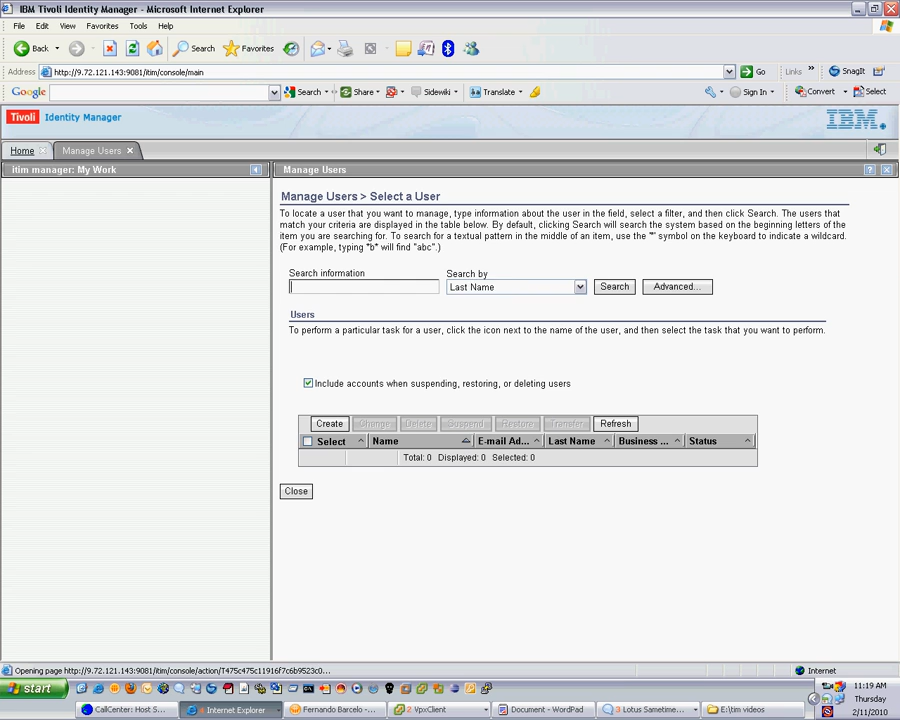 IBM Tivoli Identity Manager - Microsoft Internet Explorer
File Edit View Favorites Tools Help
Back Search Favorites
Address http://9.72.121.143:9081/itim/console/main Go Links » SnagIt
Google Search Share Sidewiki Translate Sign In Convert Select
Tivoli Identity Manager IBM
Home Manage Users
itim manager: My Work
Manage Users
Manage Users > Select a User
To locate a user that you want to manage, type information about the user in the field, select a filter, and then click Search. The users that
match your criteria are displayed in the table below. By default, clicking Search will search the system based on the beginning letters of the
item you are searching for. To search for a textual pattern in the middle of an item, use the "*" symbol on the keyboard to indicate a wildcard.
(For example, typing *b* will find "abc".)
Search information Search by
Last Name Search Advanced...
Users
To perform a particular task for a user, click the icon next to the name of the user, and then select the task that you want to perform.
Include accounts when suspending, restoring, or deleting users
Create Change Delete Suspend Restore Transfer Refresh
Select Name E-mail Ad... Last Name Business ... Status
Total: 0 Displayed: 0 Selected: 0
Close
Opening page http://9.72.121.143:9081/itim/console/action/T475c475c11916f7c6b9523c0... Internet
start 11:19 AM
Thursday
2/11/2010
CallCenter: Host S... 4 Internet Explorer Fernando Barcelo -... 2 VpxClient Document - WordPad 3 Lotus Sametime... E:\tim videos